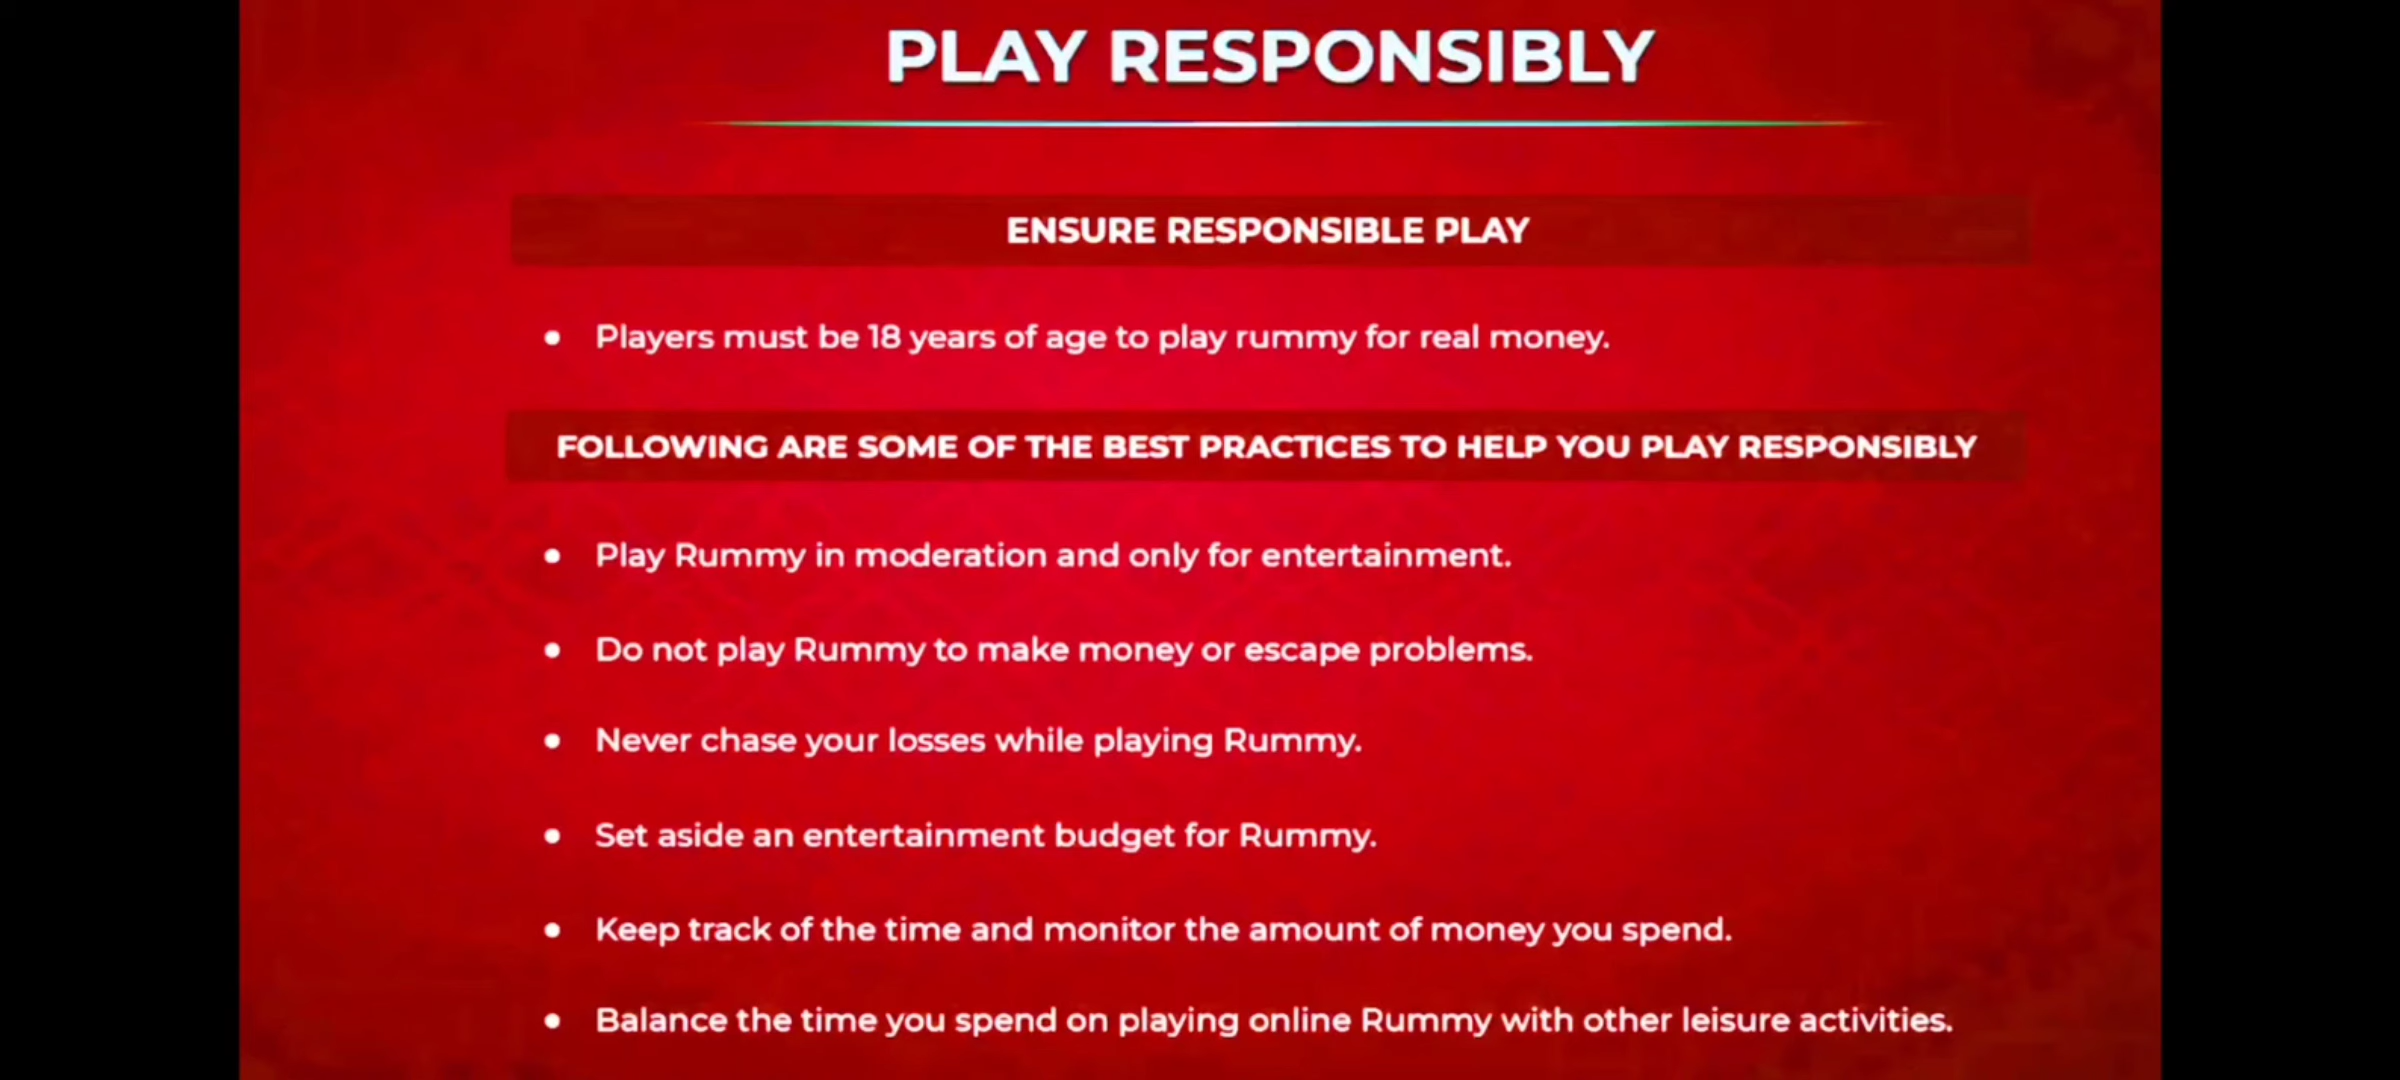 PLAY RESPONSIBLY
ENSURE RESPONSIBLE PLAY
• Players must be 18 years of age to play rummy for real money.
FOLLOWING ARE SOME OF THE BEST PRACTICES TO HELP YOU PLAY RESPONSIBLY
• Play Rummy in moderation and only for entertainment.
• Do not play Rummy to make money or escape problems.
• Never chase your losses while playing Rummy.
• Set aside an entertainment budget for Rummy.
• Keep track of the time and monitor the amount of money you spend.
• Balance the time you spend on playing online Rummy with other leisure activities.